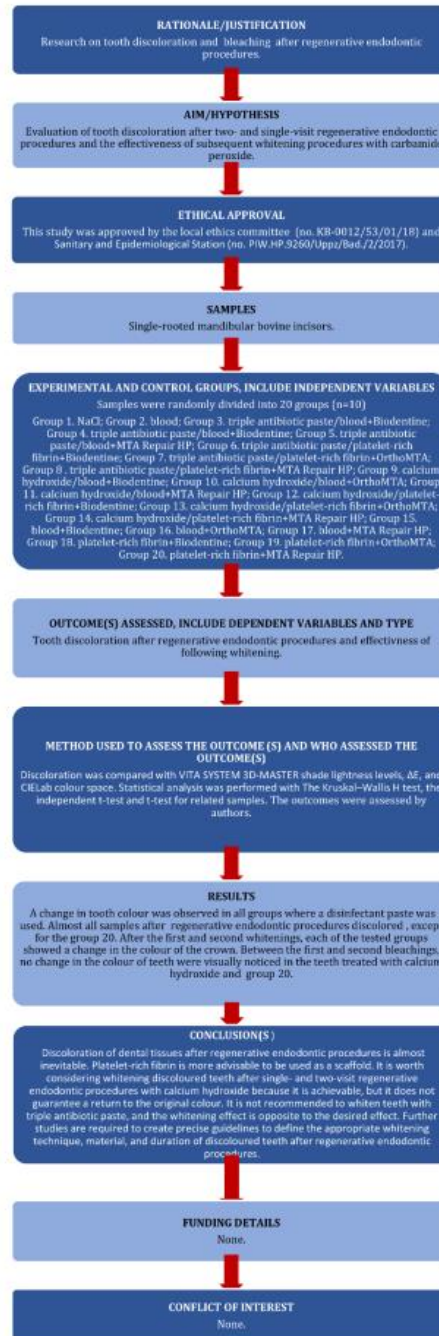 RATIONALE/JUSTIFICATION
Research on tooth discoloration and bleaching after regenerative endodontic
procedures.
AIM/HYPOTHESIS
Evaluation of tooth discoloration after two- and single-visit regenerative endodontic
procedures and the effectiveness of subsequent whitening procedures with carbamide
peroxide.
ETHICAL APPROVAL
This study was approved by the local ethics committee (no. KB-0012/53/01/18) and
Sanitary and Epidemiological Station (no. PIW.HP.9260/Uppz/Bad./2/2017).
SAMPLES
Single-rooted mandibular bovine incisors.
EXPERIMENTAL AND CONTROL GROUPS, INCLUDE INDEPENDENT VARIABLES
Samples were randomly divided into 20 groups (n=10)
Group 1. NaCl; Group 2. blood; Group 3. triple antibiotic paste/blood+Biodentine;
Group 4. triple antibiotic paste/blood+Biodentine; Group 5. triple antibiotic
paste/blood+MTA Repair HP; Group 6. triple antibiotic paste/platelet-rich
fibrin+Biodentine; Group 7. triple antibiotic paste/platelet-rich fibrin+OrthoMTA;
Group 8 . triple antibiotic paste/platelet-rich fibrin+MTA Repair HP; Group 9. calcium
hydroxide/blood+Biodentine; Group 10. calcium hydroxide/blood+OrthoMTA; Group
11. calcium hydroxide/blood+MTA Repair HP; Group 12. calcium hydroxide/platelet-
rich fibrin+Biodentine; Group 13. calcium hydroxide/platelet-rich fibrin+OrthoMTA;
Group 14. calcium hydroxide/platelet-rich fibrin+MTA Repair HP; Group 15.
blood+Biodentine; Group 16. blood+OrthoMTA; Group 17. blood+MTA Repair HP;
Group 18. platelet-rich fibrin+Biodentine; Group 19. platelet-rich fibrin+OrthoMTA;
Group 20. platelet-rich fibrin+MTA Repair HP.
OUTCOME(S) ASSESSED, INCLUDE DEPENDENT VARIABLES AND TYPE
Tooth discoloration after regenerative endodontic procedures and effectivness of
following whitening.
METHOD USED TO ASSESS THE OUTCOME (S) AND WHO ASSESSED THE
OUTCOME(S)
Discoloration was compared with VITA SYSTEM 3D-MASTER shade lightness levels, ΔE, and
CIELab colour space. Statistical analysis was performed with The Kruskal–Wallis H test, the
independent t-test and t-test for related samples. The outcomes were assessed by
authors.
RESULTS
A change in tooth colour was observed in all groups where a disinfectant paste was
used. Almost all samples after regenerative endodontic procedures discolored , except
for the group 20. After the first and second whitenings, each of the tested groups
showed a change in the colour of the crown. Between the first and second bleachings,
no change in the colour of teeth were visually noticed in the teeth treated with calcium
hydroxide and group 20.
CONCLUSION(S )
Discoloration of dental tissues after regenerative endodontic procedures is almost
inevitable. Platelet-rich fibrin is more advisable to be used as a scaffold. It is worth
considering whitening discoloured teeth after single- and two-visit regenerative
endodontic procedures with calcium hydroxide because it is achievable, but it does not
guarantee a return to the original colour. It is not recommended to whiten teeth with
triple antibiotic paste, and the whitening effect is opposite to the desired effect. Further
studies are required to create precise guidelines to define the appropriate whitening
technique, material, and duration of discoloured teeth after regenerative endodontic
procedures.
FUNDING DETAILS
None.
CONFLICT OF INTEREST
None.